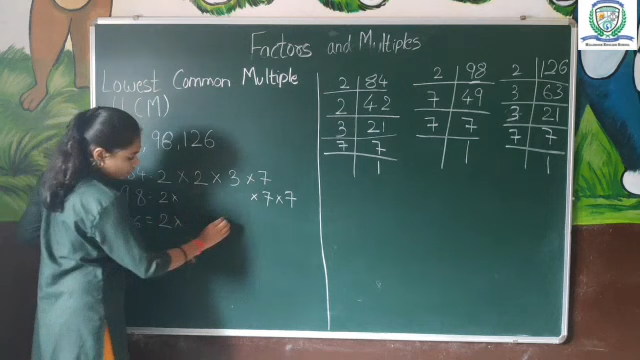 Factors and Multiples
Lowest Common Multiple
(LCM)
, 98, 126
84= 2 × 2 × 3 × 7
98= 2× ×7×7
6 = 2×
2 | 84
2 | 42
3 | 21
7 | 7
| 1
2 | 98
7 | 49
7 | 7
| 1
2 | 126
3 | 63
3 | 21
7 | 7
| 1